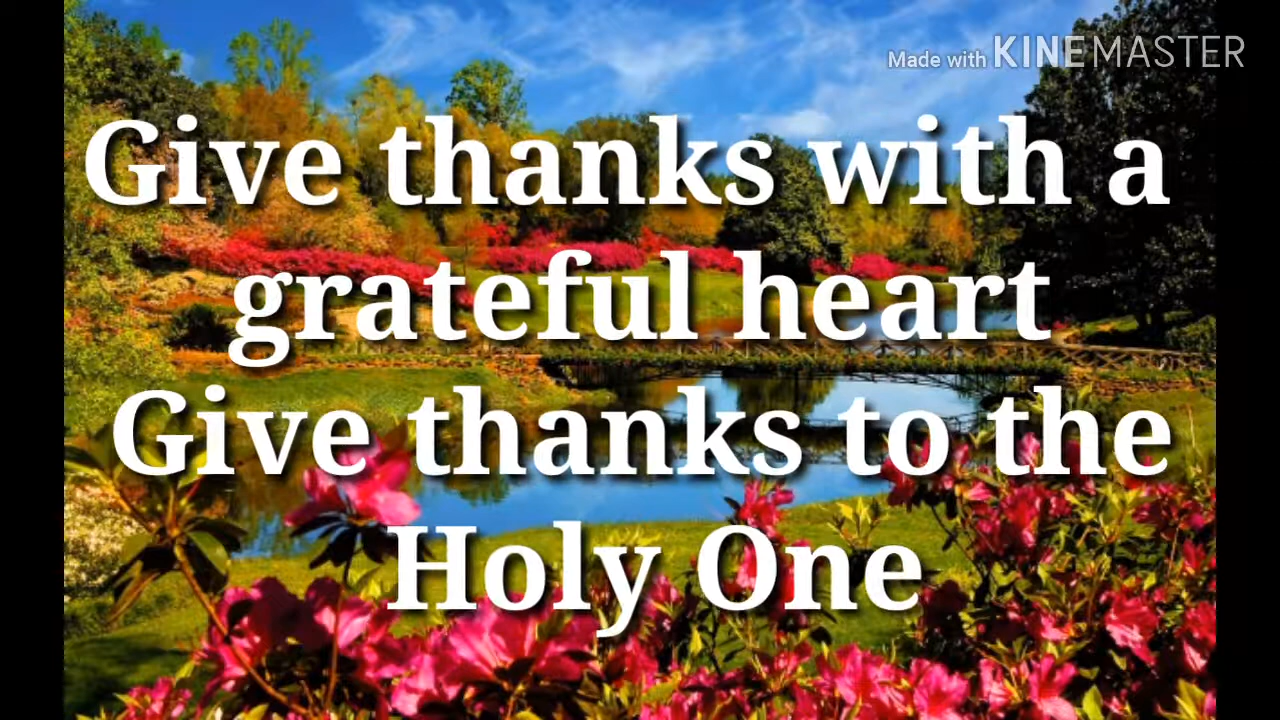 Made with KINEMASTER
Give thanks with a
grateful heart
Give thanks to the
Holy One